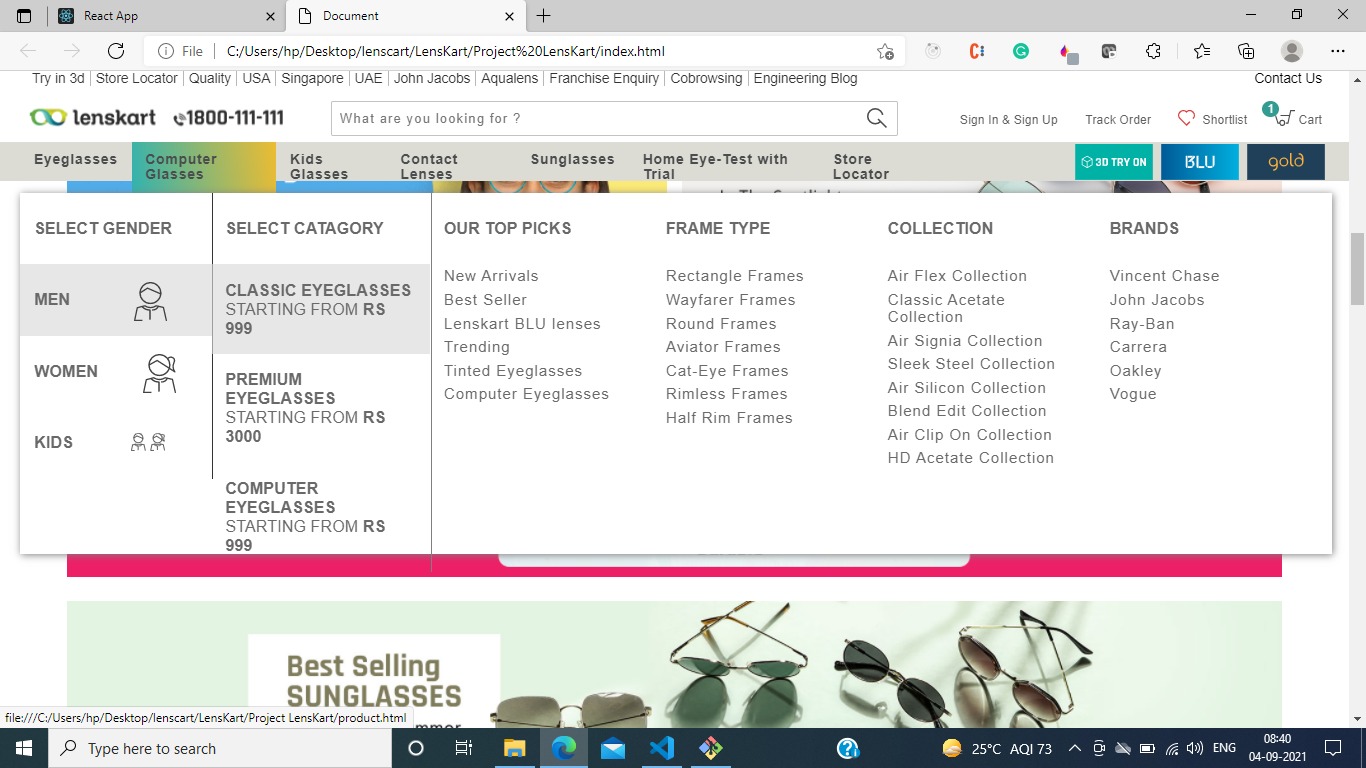 React App
Document
File
C:/Users/hp/Desktop/lenscart/LensKart/Project%20LensKart/index.html
Try in 3d | Store Locator | Quality | USA | Singapore | UAE | John Jacobs | Aqualens | Franchise Enquiry | Cobrowsing | Engineering Blog
Contact Us
lenskart
1800-111-111
What are you looking for ?
Sign In & Sign Up
Track Order
Shortlist
1
Cart
Eyeglasses
Computer
Glasses
Kids
Glasses
Contact
Lenses
Sunglasses
Home Eye-Test with
Trial
Store
Locator
3D TRY ON
BLU
gold
SELECT GENDER
MEN
WOMEN
KIDS
SELECT CATAGORY
CLASSIC EYEGLASSES
STARTING FROM RS
999
PREMIUM
EYEGLASSES
STARTING FROM RS
3000
COMPUTER
EYEGLASSES
STARTING FROM RS
999
OUR TOP PICKS
New Arrivals
Best Seller
Lenskart BLU lenses
Trending
Tinted Eyeglasses
Computer Eyeglasses
FRAME TYPE
Rectangle Frames
Wayfarer Frames
Round Frames
Aviator Frames
Cat-Eye Frames
Rimless Frames
Half Rim Frames
COLLECTION
Air Flex Collection
Classic Acetate
Collection
Air Signia Collection
Sleek Steel Collection
Air Silicon Collection
Blend Edit Collection
Air Clip On Collection
HD Acetate Collection
BRANDS
Vincent Chase
John Jacobs
Ray-Ban
Carrera
Oakley
Vogue
Best Selling
SUNGLASSES
file:///C:/Users/hp/Desktop/lenscart/LensKart/Project LensKart/product.html
Type here to search
25°C AQI 73
ENG
08:40
04-09-2021